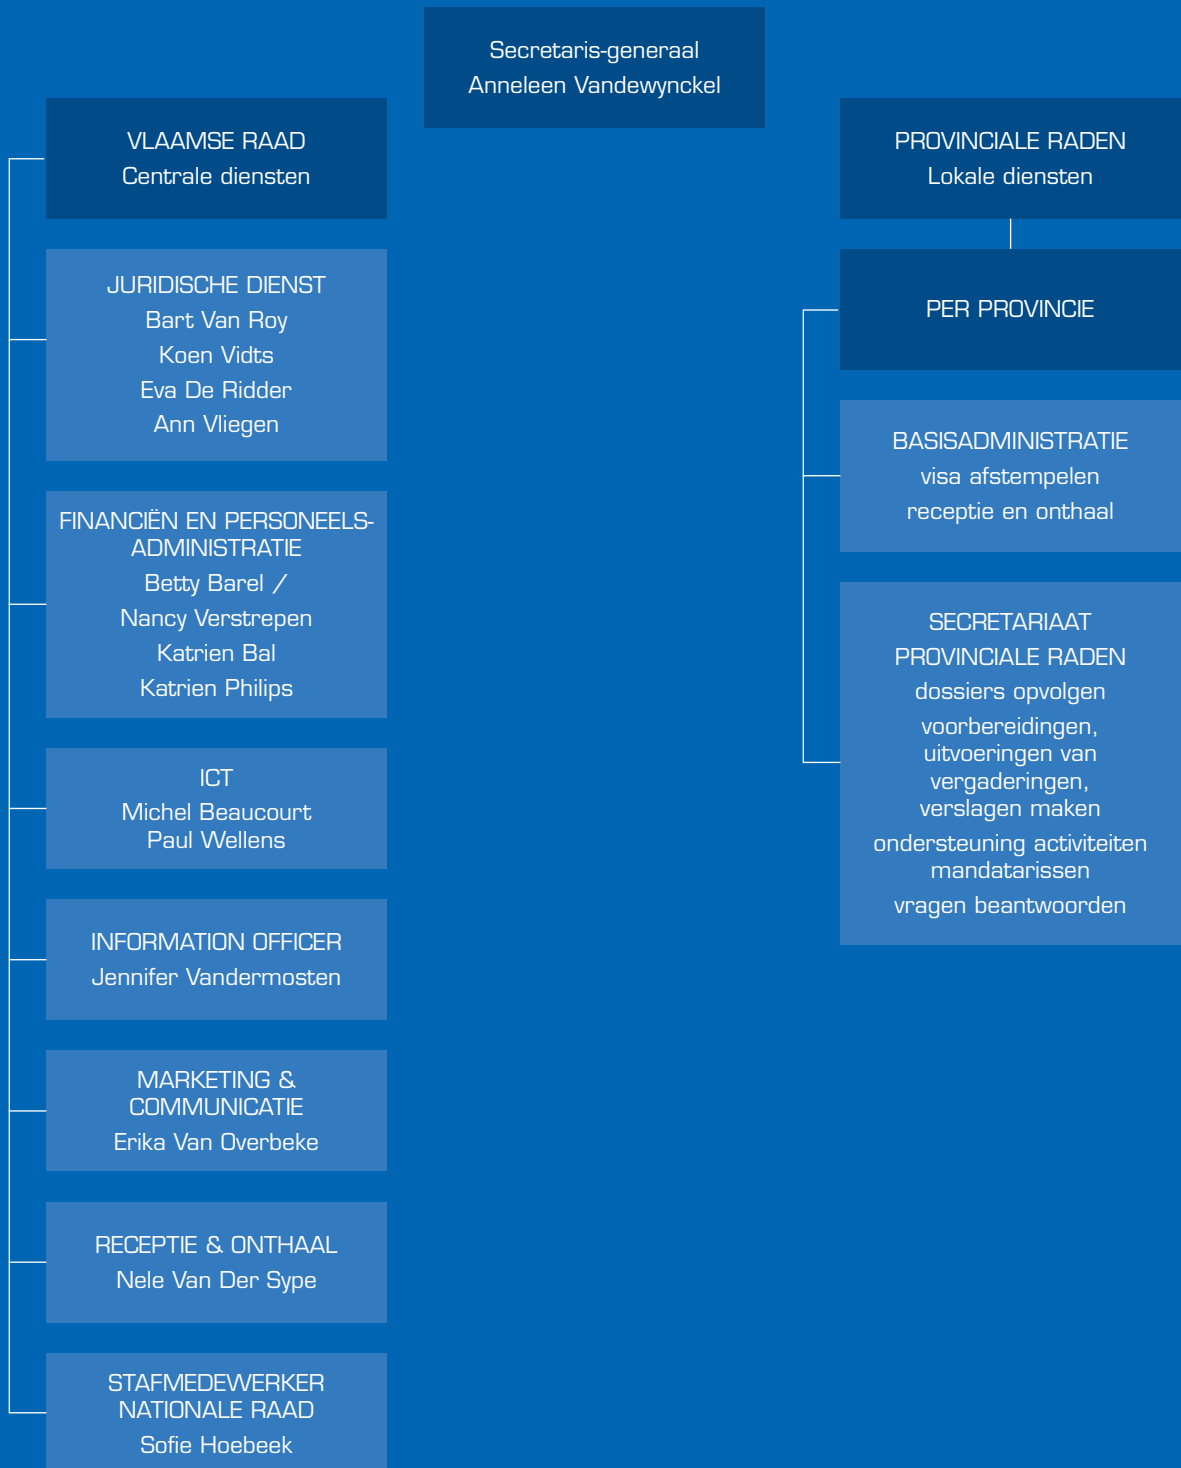 Secretaris-generaal
Anneleen Vandewynckel
VLAAMSE RAAD
Centrale diensten
JURIDISCHE DIENST
Bart Van Roy
Koen Vidts
Eva De Ridder
Ann Vliegen
FINANCIËN EN PERSONEELS-
ADMINISTRATIE
Betty Barel /
Nancy Verstrepen
Katrien Bal
Katrien Philips
ICT
Michel Beaucourt
Paul Wellens
INFORMATION OFFICER
Jennifer Vandermosten
MARKETING &
COMMUNICATIE
Erika Van Overbeke
RECEPTIE & ONTHAAL
Nele Van Der Sype
STAFMEDEWERKER
NATIONALE RAAD
Sofie Hoebeek
PROVINCIALE RADEN
Lokale diensten
PER PROVINCIE
BASISADMINISTRATIE
visa afstempelen
receptie en onthaal
SECRETARIAAT
PROVINCIALE RADEN
dossiers opvolgen
voorbereidingen,
uitvoeringen van
vergaderingen,
verslagen maken
ondersteuning activiteiten
mandatarissen
vragen beantwoorden